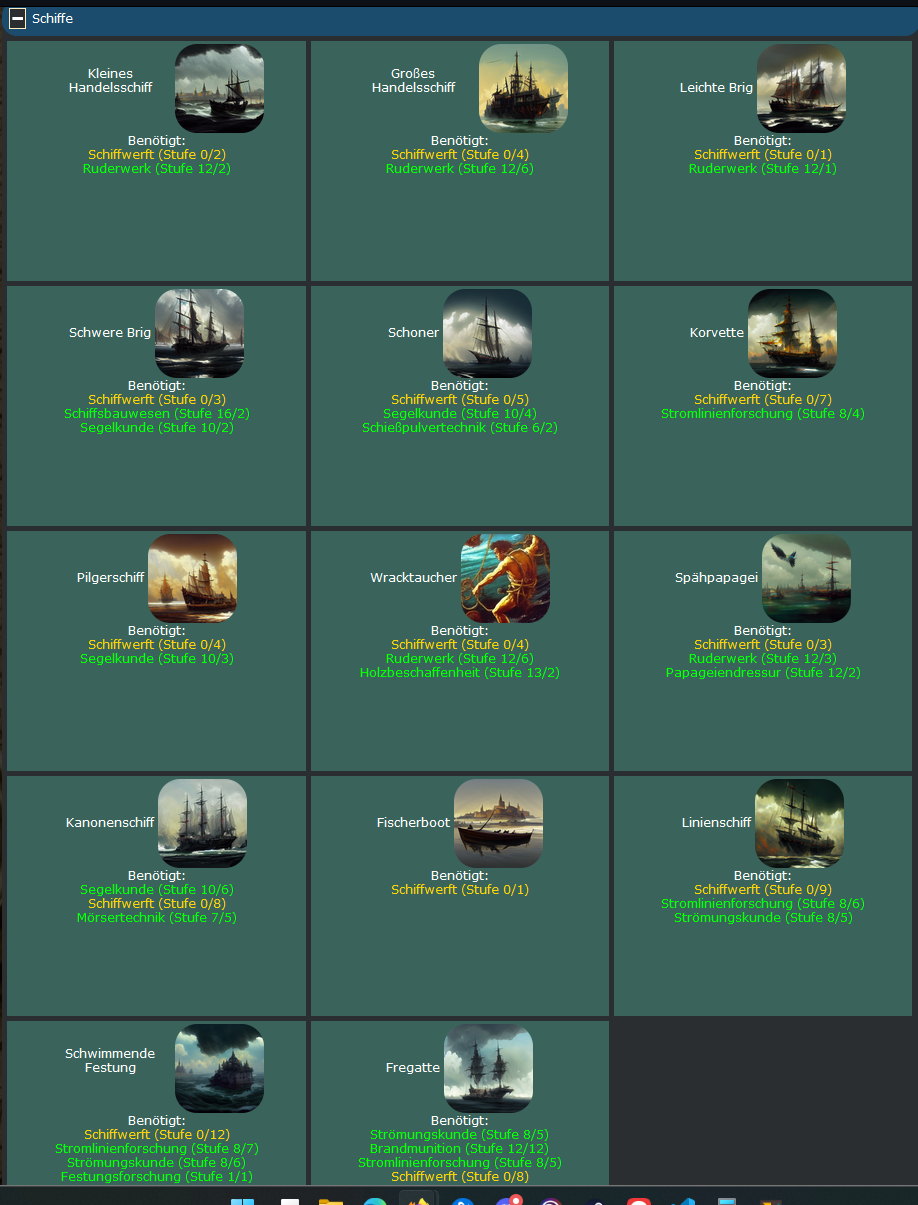 Schiffe
Kleines
Handelsschiff
Benötigt:
Schiffwerft (Stufe 0/2)
Ruderwerk (Stufe 12/2)
Großes
Handelsschiff
Benötigt:
Schiffwerft (Stufe 0/4)
Ruderwerk (Stufe 12/6)
Leichte Brig
Benötigt:
Schiffwerft (Stufe 0/1)
Ruderwerk (Stufe 12/1)
Schwere Brig
Benötigt:
Schiffwerft (Stufe 0/3)
Schiffsbauwesen (Stufe 16/2)
Segelkunde (Stufe 10/2)
Schoner
Benötigt:
Schiffwerft (Stufe 0/5)
Segelkunde (Stufe 10/4)
Schießpulvertechnik (Stufe 6/2)
Korvette
Benötigt:
Schiffwerft (Stufe 0/7)
Stromlinienforschung (Stufe 8/4)
Pilgerschiff
Benötigt:
Schiffwerft (Stufe 0/4)
Segelkunde (Stufe 10/3)
Wracktaucher
Benötigt:
Schiffwerft (Stufe 0/4)
Ruderwerk (Stufe 12/6)
Holzbeschaffenheit (Stufe 13/2)
Spähpapagei
Benötigt:
Schiffwerft (Stufe 0/3)
Ruderwerk (Stufe 12/3)
Papageiendressur (Stufe 12/2)
Kanonenschiff
Benötigt:
Segelkunde (Stufe 10/6)
Schiffwerft (Stufe 0/8)
Mörsertechnik (Stufe 7/5)
Fischerboot
Benötigt:
Schiffwerft (Stufe 0/1)
Linienschiff
Benötigt:
Schiffwerft (Stufe 0/9)
Stromlinienforschung (Stufe 8/6)
Strömungskunde (Stufe 8/5)
Schwimmende
Festung
Benötigt:
Schiffwerft (Stufe 0/12)
Stromlinienforschung (Stufe 8/7)
Strömungskunde (Stufe 8/6)
Festungsforschung (Stufe 1/1)
Fregatte
Benötigt:
Strömungskunde (Stufe 8/5)
Brandmunition (Stufe 12/12)
Stromlinienforschung (Stufe 8/5)
Schiffwerft (Stufe 0/8)